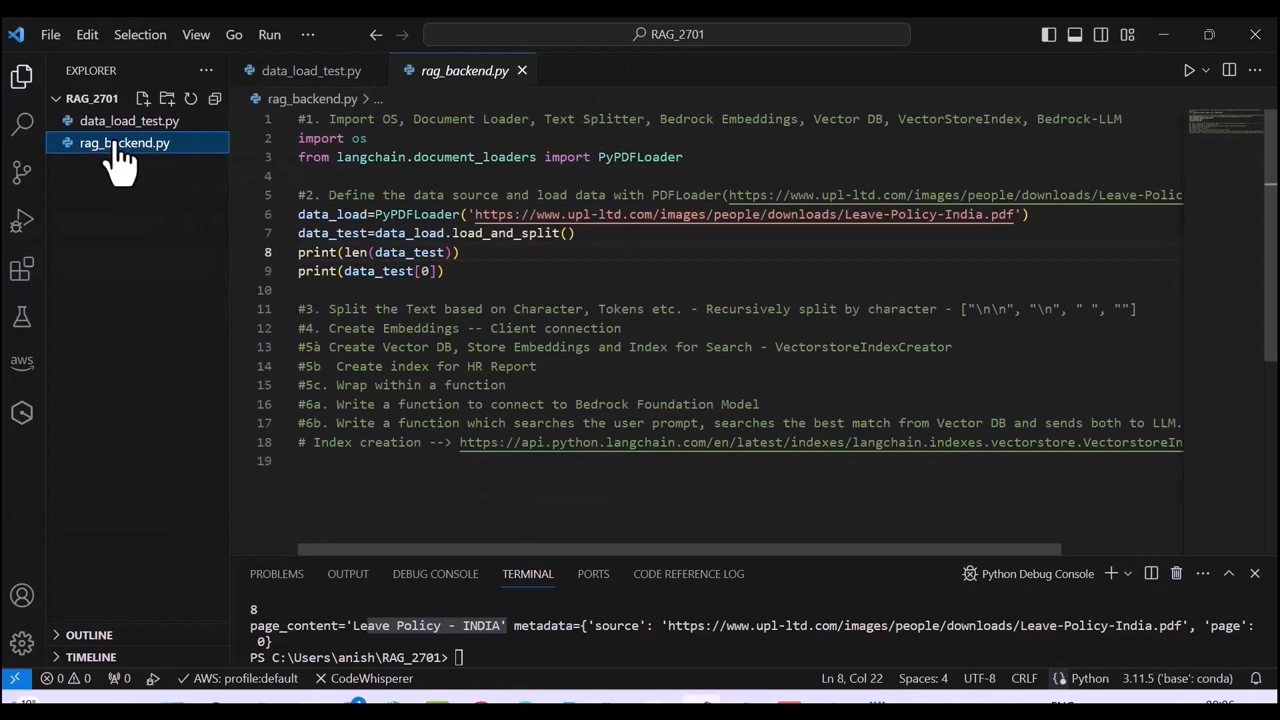 File Edit Selection View Go Run ··· RAG_2701
EXPLORER ··· data_load_test.py rag_backend.py
RAG_2701 rag_backend.py > ...
data_load_test.py
rag_backend.py
1 #1. Import OS, Document Loader, Text Splitter, Bedrock Embeddings, Vector DB, VectorStoreIndex, Bedrock-LLM
2 import os
3 from langchain.document_loaders import PyPDFLoader
4
5 #2. Define the data source and load data with PDFLoader(https://www.upl-ltd.com/images/people/downloads/Leave-Polic
6 data_load=PyPDFLoader('https://www.upl-ltd.com/images/people/downloads/Leave-Policy-India.pdf')
7 data_test=data_load.load_and_split()
8 print(len(data_test))
9 print(data_test[0])
10
11 #3. Split the Text based on Character, Tokens etc. - Recursively split by character - ["\n\n", "\n", " ", ""]
12 #4. Create Embeddings -- Client connection
13 #5à Create Vector DB, Store Embeddings and Index for Search - VectorstoreIndexCreator
14 #5b  Create index for HR Report
15 #5c. Wrap within a function
16 #6a. Write a function to connect to Bedrock Foundation Model
17 #6b. Write a function which searches the user prompt, searches the best match from Vector DB and sends both to LLM.
18 # Index creation --> https://api.python.langchain.com/en/latest/indexes/langchain.indexes.vectorstore.VectorstoreIn
19
aws
PROBLEMS OUTPUT DEBUG CONSOLE TERMINAL PORTS CODE REFERENCE LOG Python Debug Console
8
page_content='Leave Policy - INDIA' metadata={'source': 'https://www.upl-ltd.com/images/people/downloads/Leave-Policy-India.pdf', 'page':
0}
PS C:\Users\anish\RAG_2701>
OUTLINE
TIMELINE
0 0 0 AWS: profile:default CodeWhisperer Ln 8, Col 22 Spaces: 4 UTF-8 CRLF Python 3.11.5 ('base': conda)